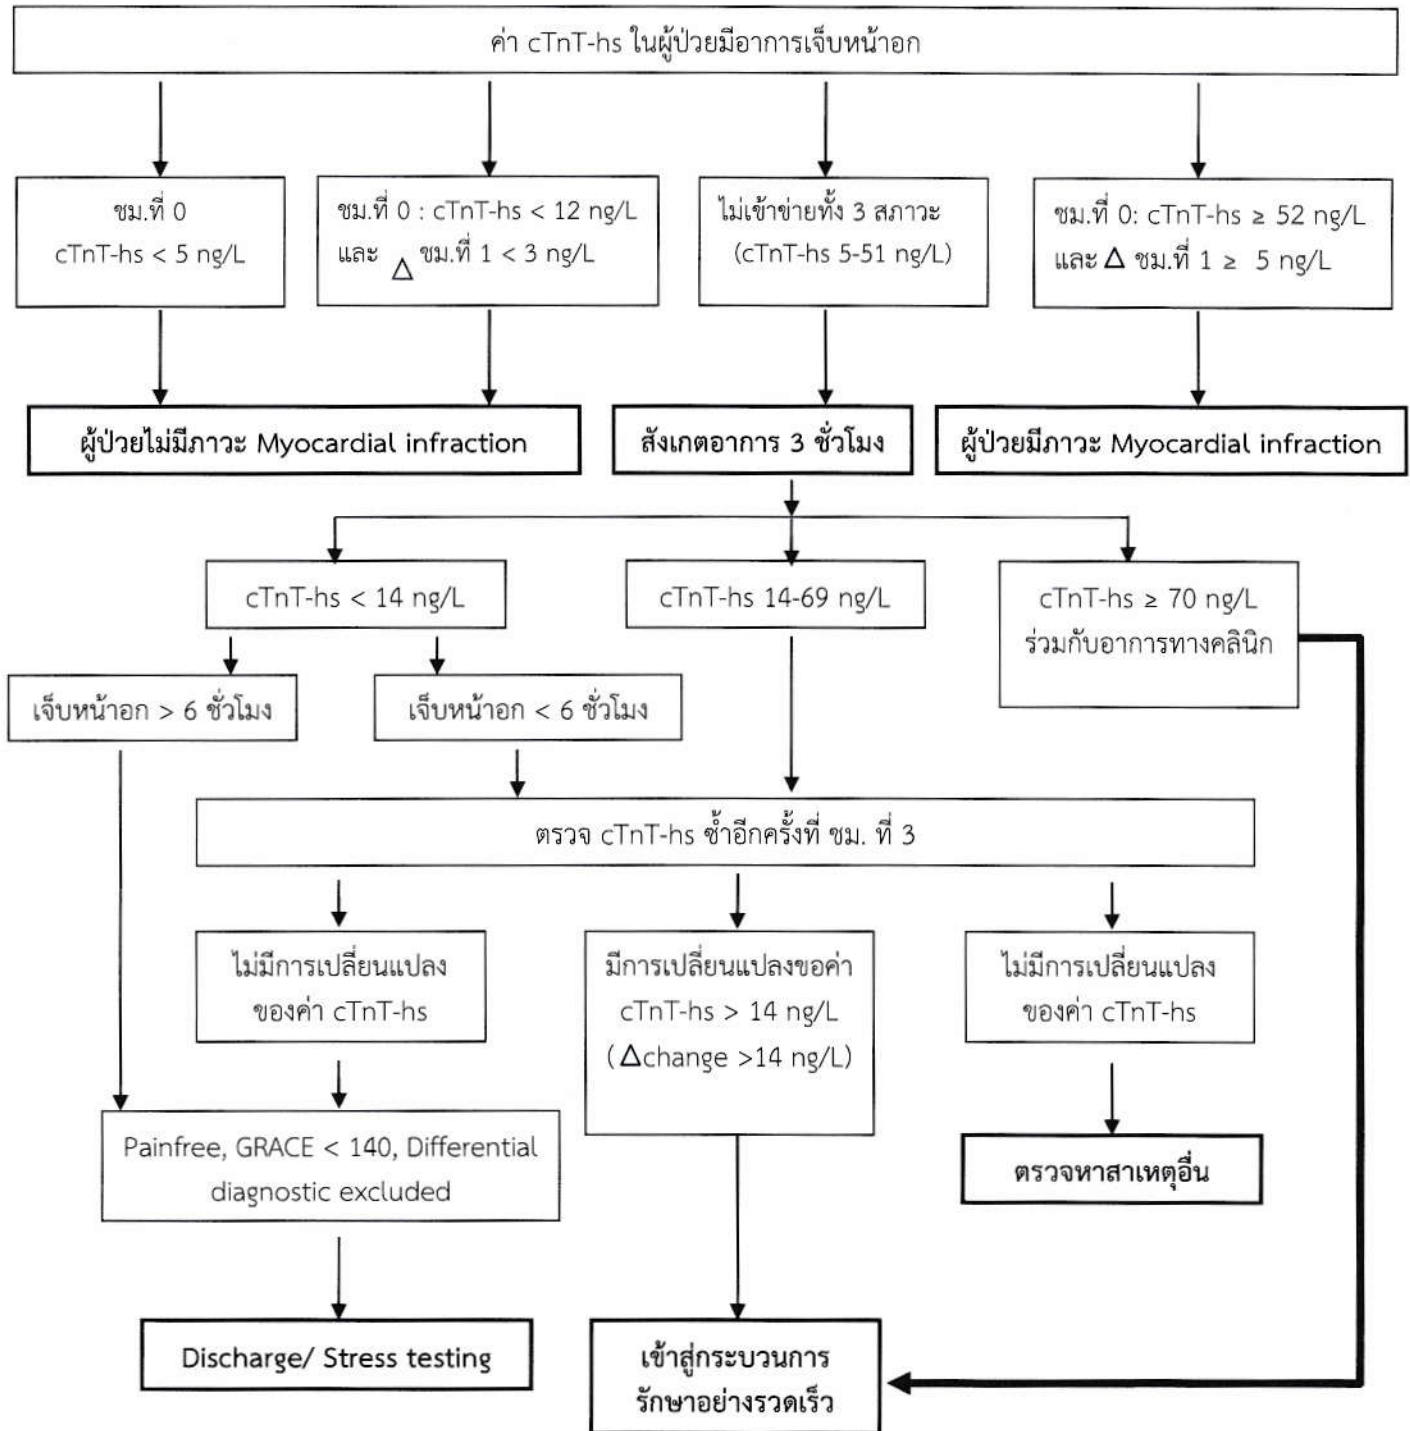 ค่า cTnT-hs ในผู้ป่วยมีอาการเจ็บหน้าอก
ชม.ที่ 0
cTnT-hs < 5 ng/L
ชม.ที่ 0 : cTnT-hs < 12 ng/L
และ Δ ชม.ที่ 1 < 3 ng/L
ไม่เข้าข่ายทั้ง 3 สภาวะ
(cTnT-hs 5-51 ng/L)
ชม.ที่ 0: cTnT-hs ≥ 52 ng/L
และ Δ ชม.ที่ 1 ≥ 5 ng/L
ผู้ป่วยไม่มีภาวะ Myocardial infraction
สังเกตอาการ 3 ชั่วโมง
ผู้ป่วยมีภาวะ Myocardial infraction
cTnT-hs < 14 ng/L
cTnT-hs 14-69 ng/L
cTnT-hs ≥ 70 ng/L
ร่วมกับอาการทางคลินิก
เจ็บหน้าอก > 6 ชั่วโมง
เจ็บหน้าอก < 6 ชั่วโมง
ตรวจ cTnT-hs ซ้ำอีกครั้งที่ ชม. ที่ 3
ไม่มีการเปลี่ยนแปลง
ของค่า cTnT-hs
มีการเปลี่ยนแปลงขอค่า
cTnT-hs > 14 ng/L
(Δchange >14 ng/L)
ไม่มีการเปลี่ยนแปลง
ของค่า cTnT-hs
Painfree, GRACE < 140, Differential
diagnostic excluded
ตรวจหาสาเหตุอื่น
Discharge/ Stress testing
เข้าสู่กระบวนการ
รักษาอย่างรวดเร็ว